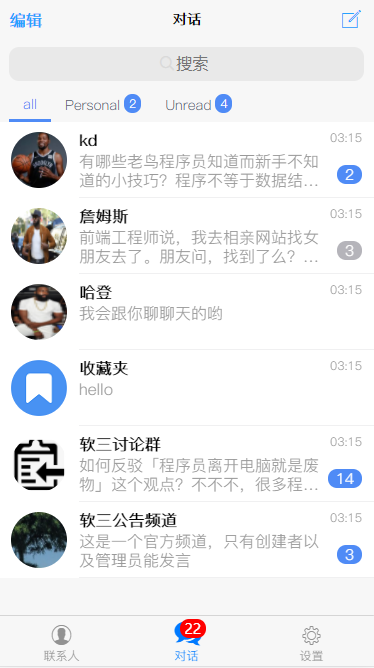 编辑
对话
搜索
all
Personal 2
Unread 4
kd
03:15
有哪些老鸟程序员知道而新手不知
道的小技巧？程序不等于数据结…
2
詹姆斯
03:15
前端工程师说，我去相亲网站找女
朋友去了。朋友问，找到了么？…
3
哈登
03:15
我会跟你聊聊天的哟
收藏夹
03:15
hello
软三讨论群
03:15
如何反驳「程序员离开电脑就是废
物」这个观点？不不不，很多程…
14
软三公告频道
03:15
这是一个官方频道，只有创建者以
及管理员能发言
3
联系人
22
对话
设置